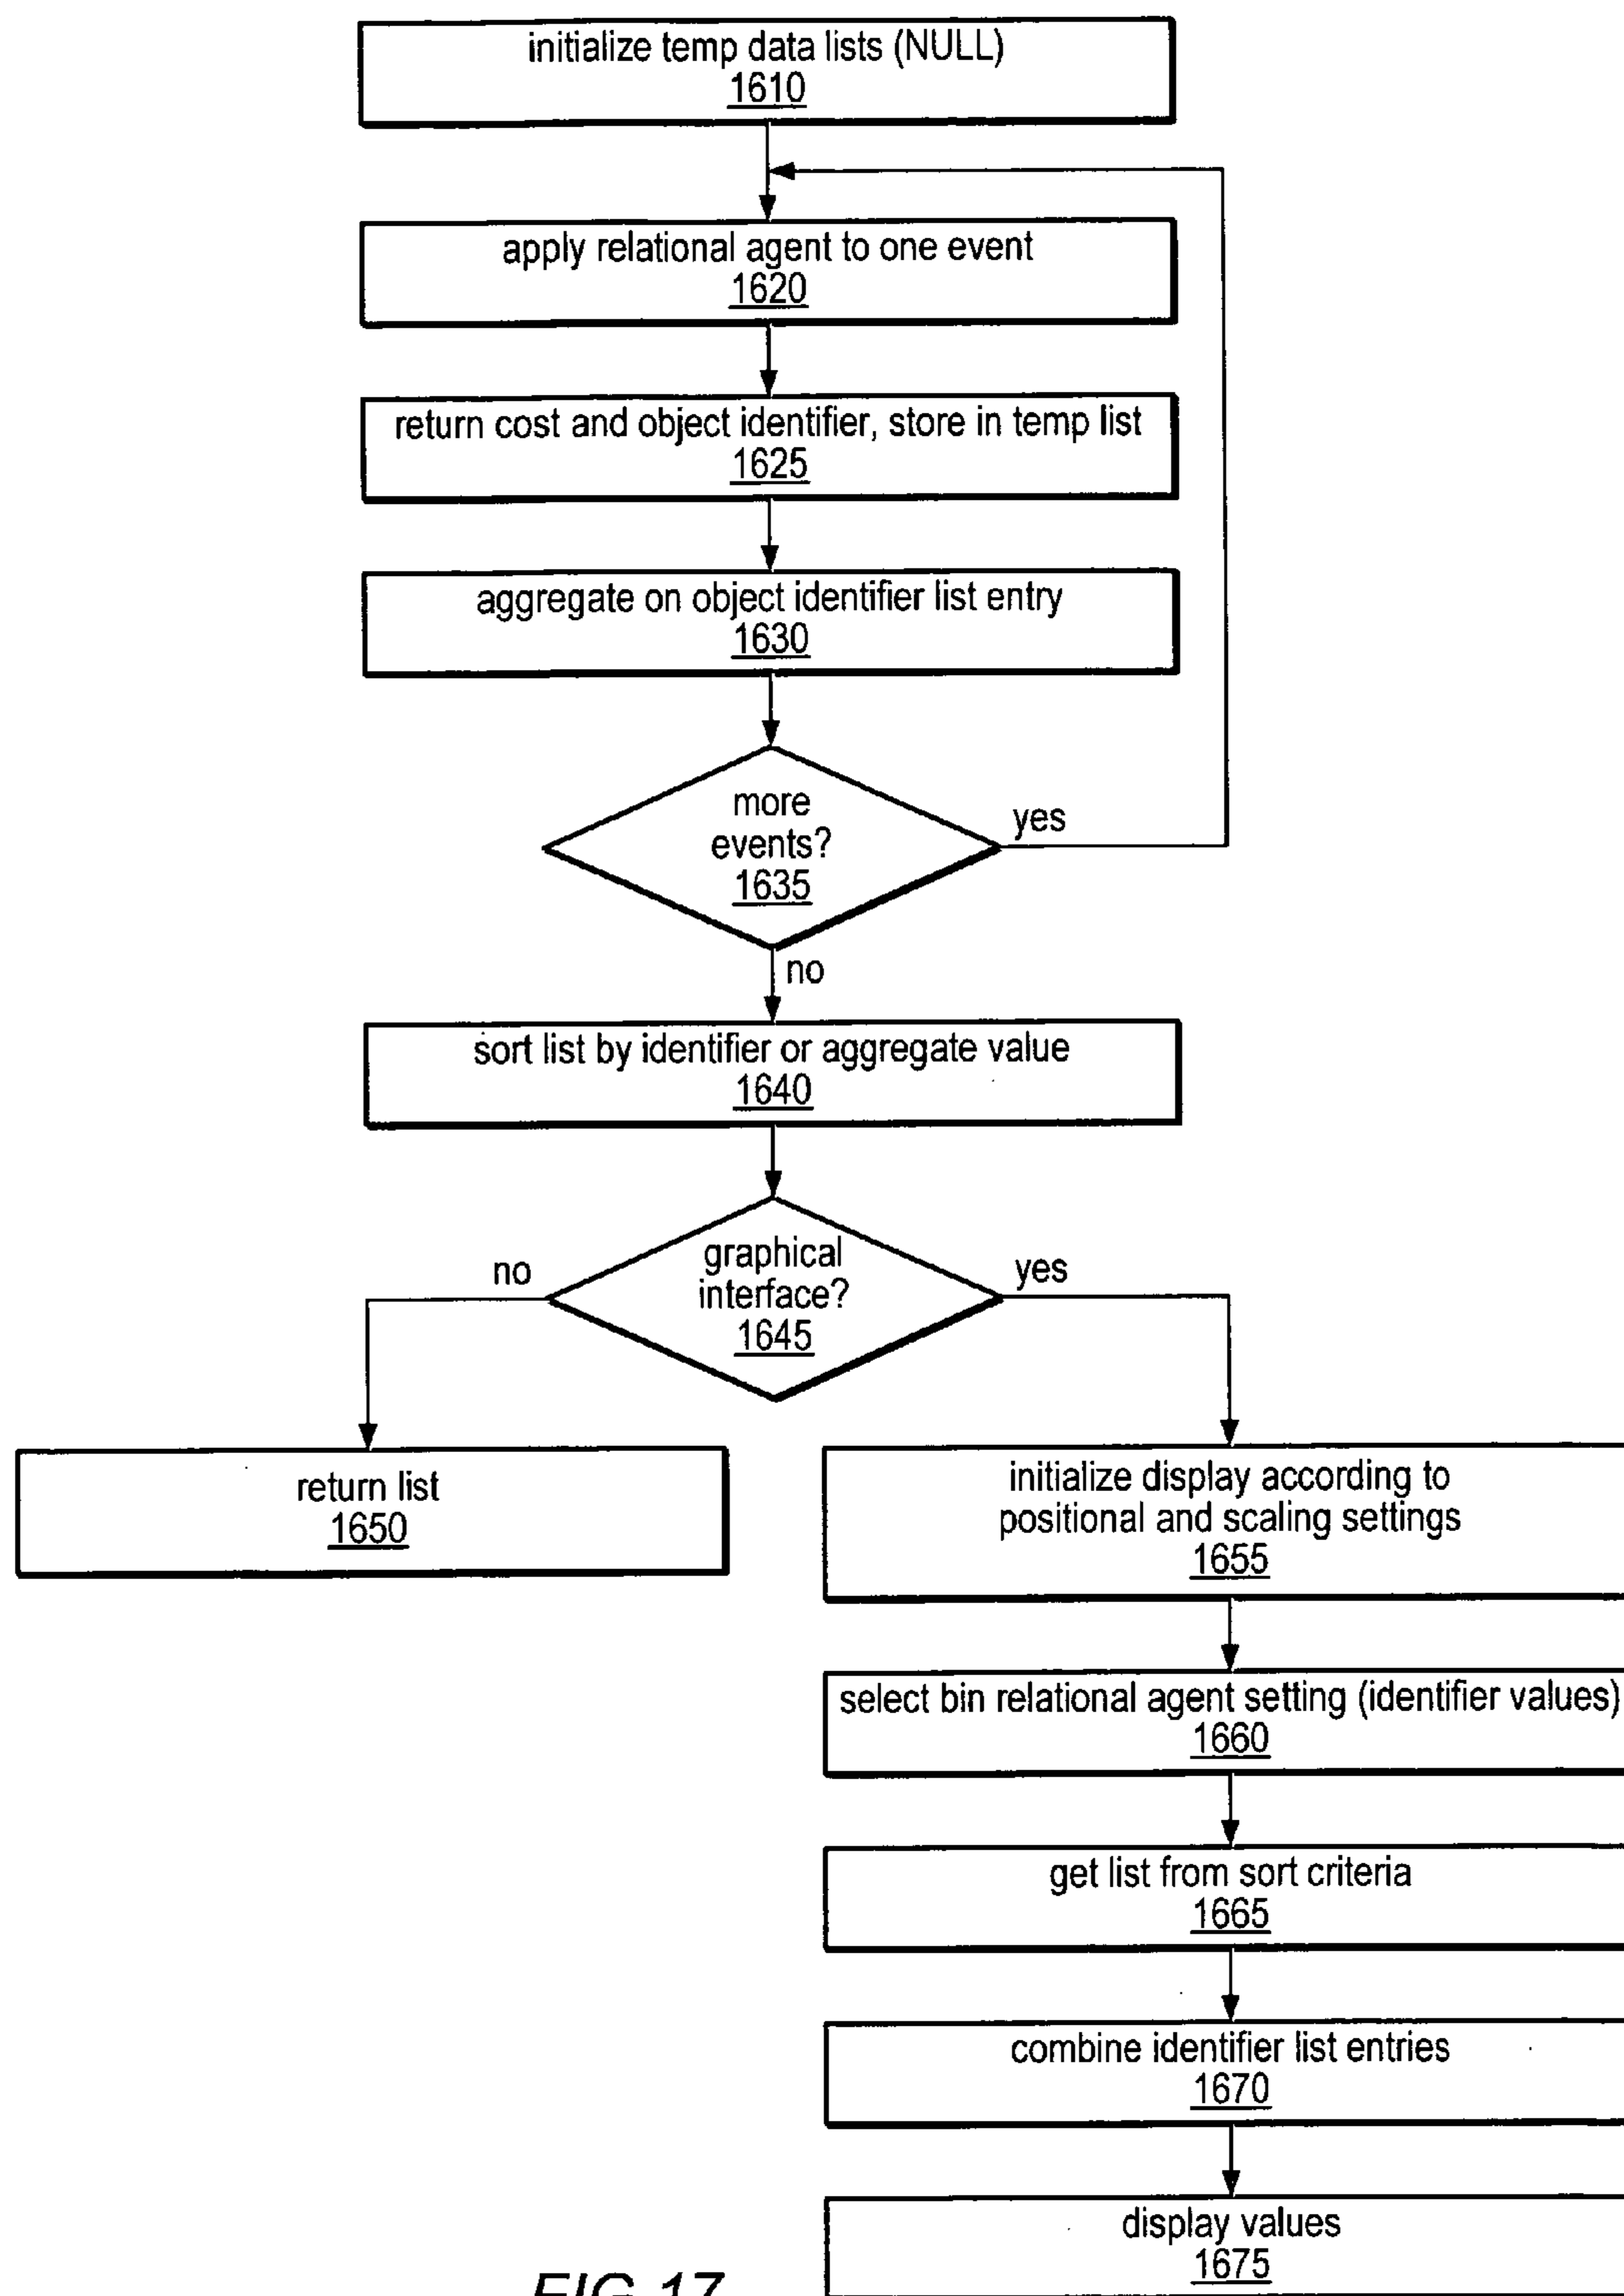 initialize temp data lists (NULL)
1610
apply relational agent to one event
1620
return cost and object identifier, store in temp list
1625
aggregate on object identifier list entry
1630
more
events?
1635
yes
no
sort list by identifier or aggregate value
1640
graphical
interface?
1645
no
yes
return list
1650
initialize display according to
positional and scaling settings
1655
select bin relational agent setting (identifier values)
1660
get list from sort criteria
1665
combine identifier list entries
1670
display values
1675
FIG. 17